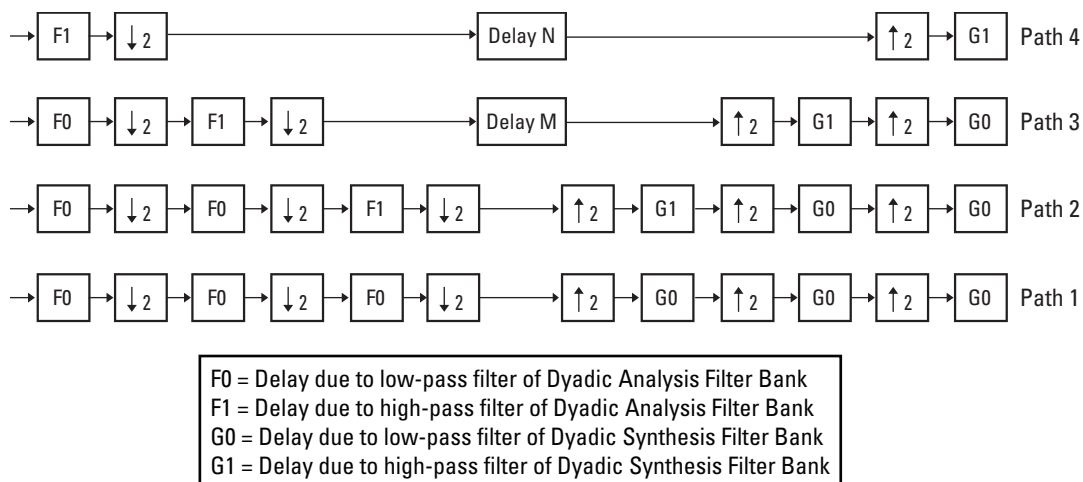 F1 ↓ 2 Delay N ↑ 2 G1 Path 4
F0 ↓ 2 F1 ↓ 2 Delay M ↑ 2 G1 ↑ 2 G0 Path 3
F0 ↓ 2 F0 ↓ 2 F1 ↓ 2 ↑ 2 G1 ↑ 2 G0 ↑ 2 G0 Path 2
F0 ↓ 2 F0 ↓ 2 F0 ↓ 2 ↑ 2 G0 ↑ 2 G0 ↑ 2 G0 Path 1
F0 = Delay due to low-pass filter of Dyadic Analysis Filter Bank
F1 = Delay due to high-pass filter of Dyadic Analysis Filter Bank
G0 = Delay due to low-pass filter of Dyadic Synthesis Filter Bank
G1 = Delay due to high-pass filter of Dyadic Synthesis Filter Bank